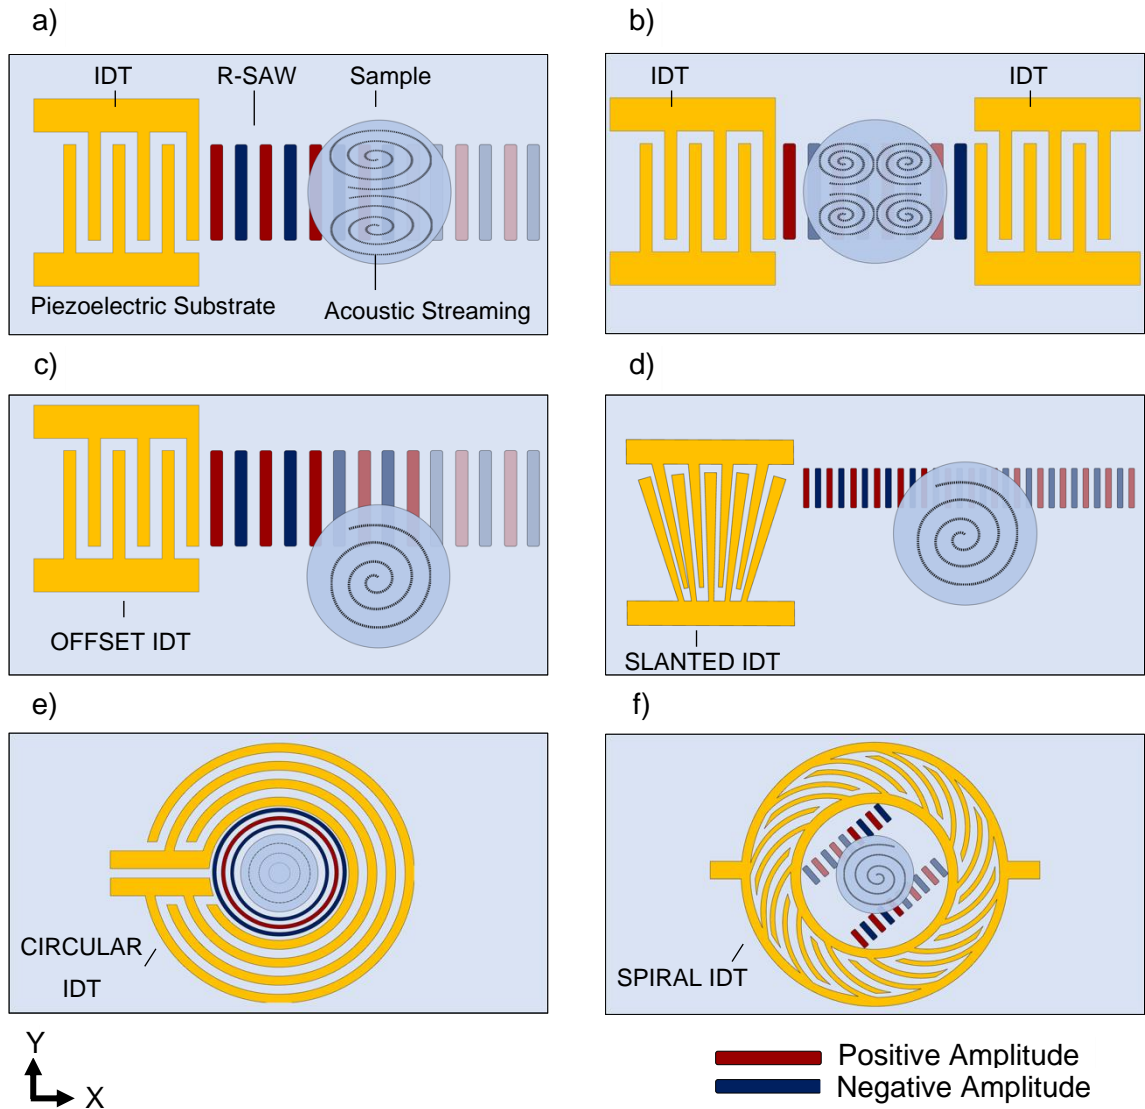 a)
b)
IDT
R-SAW
Sample
Piezoelectric Substrate
Acoustic Streaming
IDT
IDT
c)
d)
OFFSET IDT
SLANTED IDT
e)
f)
CIRCULAR
IDT
SPIRAL IDT
Y
X
Positive Amplitude
Negative Amplitude